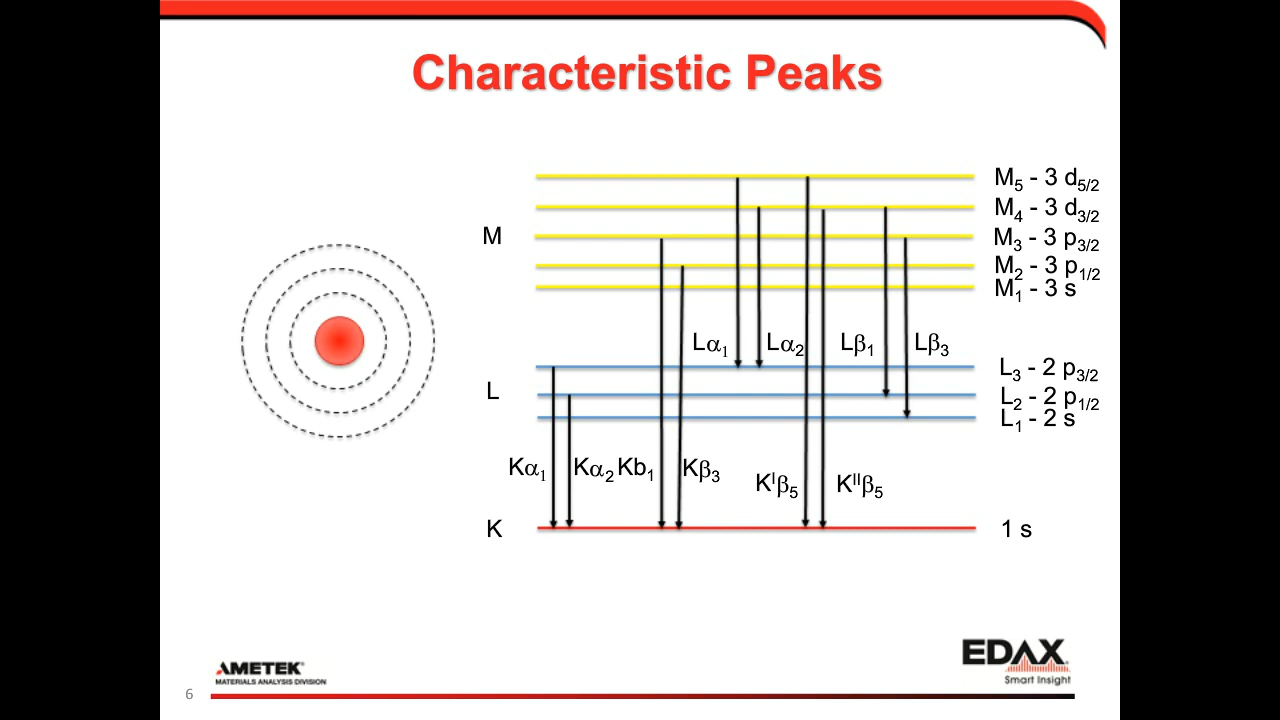 Characteristic Peaks
M₅ - 3 d₅/₂
M₄ - 3 d₃/₂
M
M₃ - 3 p₃/₂
M₂ - 3 p₁/₂
M₁ - 3 s
Lα₁
Lα₂
Lβ₁
Lβ₃
L₃ - 2 p₃/₂
L
L₂ - 2 p₁/₂
L₁ - 2 s
Kα₁
Kα₂
Kb₁
Kβ₃
Kᴵβ₅
Kᴵᴵβ₅
K
1 s
AMETEK®
MATERIALS ANALYSIS DIVISION
EDAX
Smart Insight
6